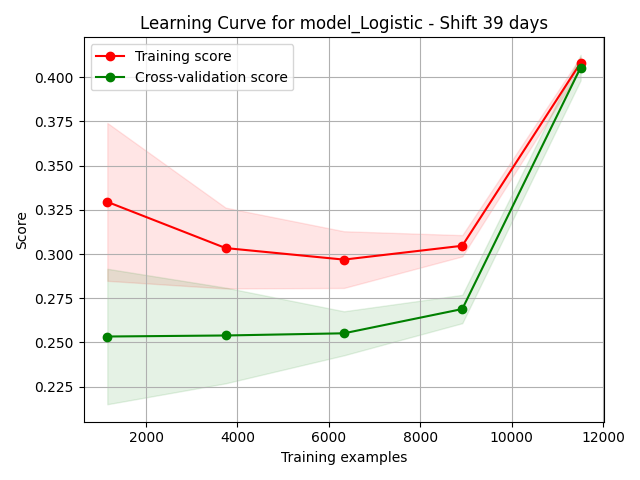 Learning Curve for model_Logistic - Shift 39 days
Training score
Cross-validation score
0.400
0.375
0.350
0.325
0.300
0.275
0.250
0.225
Score
2000 4000 6000 8000 10000 12000
Training examples